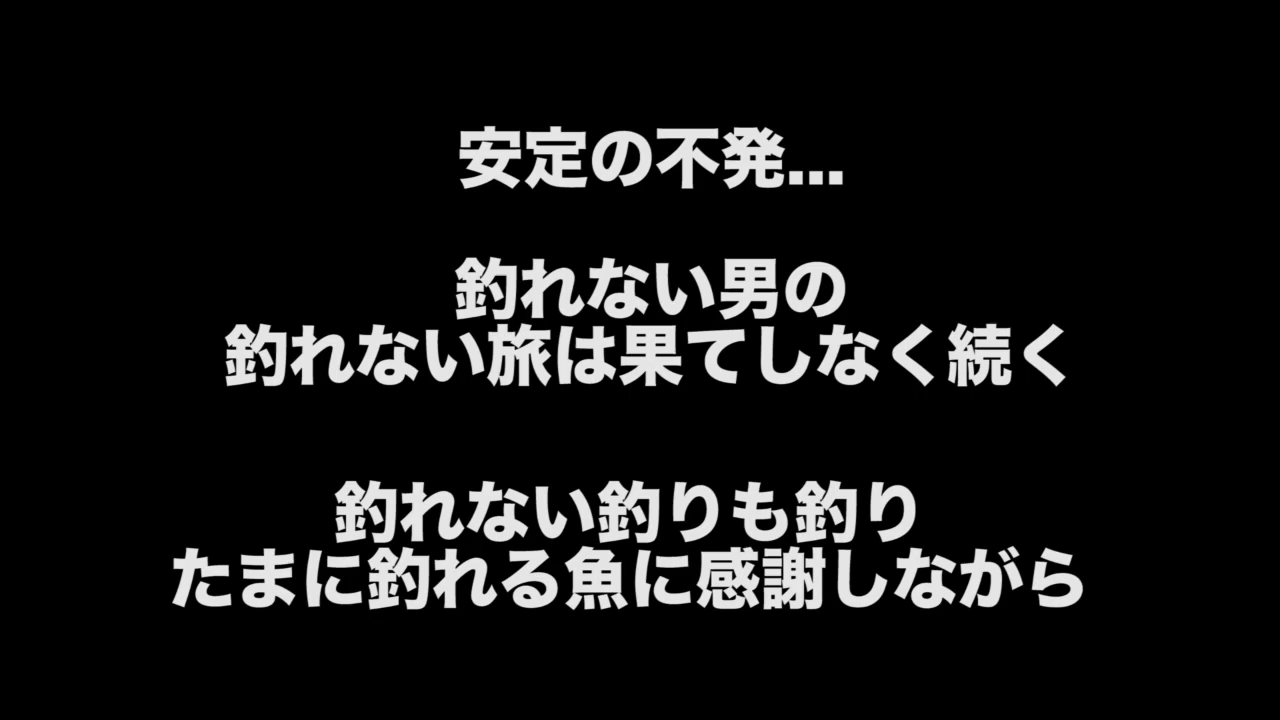 安定の不発...
釣れない男の
釣れない旅は果てしなく続く
釣れない釣りも釣り
たまに釣れる魚に感謝しながら